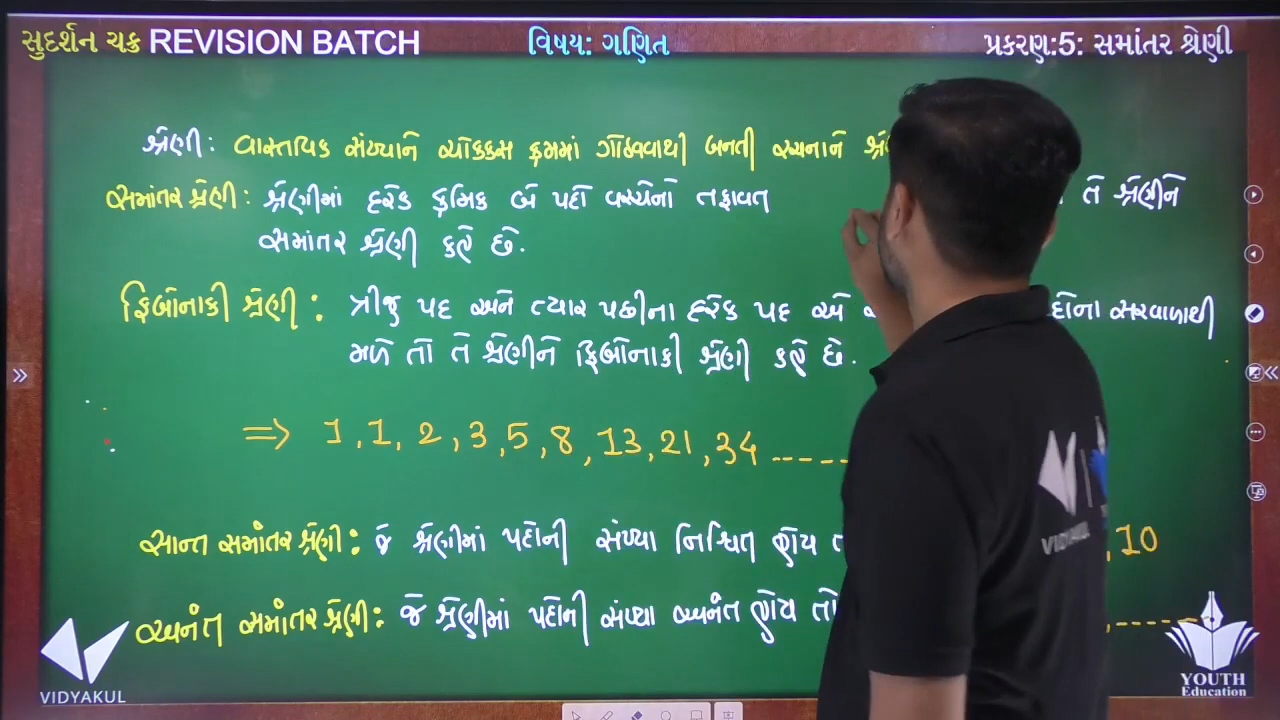 સુદર્શન ચક્ર REVISION BATCH વિષય: ગણિત પ્રકરણ:5: સમાંતર શ્રેણી
શ્રેણી: વાસ્તવિક સંખ્યાને ચોક્કસ ક્રમમાં ગોઠવવાથી બનતી રચનાને
સમાંતર શ્રેણી: શ્રેણીમાં દરેક ક્રમિક બે પદો વચ્ચેનો તફાવત તે શ્રેણીને
સમાંતર શ્રેણી કહે છે.
ફિબોનાકી શ્રેણી: ત્રીજુ પદ અને ત્યાર પછીના દરેક પદ એ સરવાળાથી
મળે તો તે શ્રેણીને ફિબોનાકી શ્રેણી કહે છે.
=> 1, 1, 2, 3, 5, 8, 13, 21, 34 ------
સાન્ત સમાંતર શ્રેણી: જે શ્રેણીમાં પદોની સંખ્યા નિશ્ચિત હોય , 10
અનંત સમાંતર શ્રેણી: જે શ્રેણીમાં પદોની સંખ્યા અનંત હોય તો , ------
VIDYAKUL
YOUTH
Education
VIDYAKUL